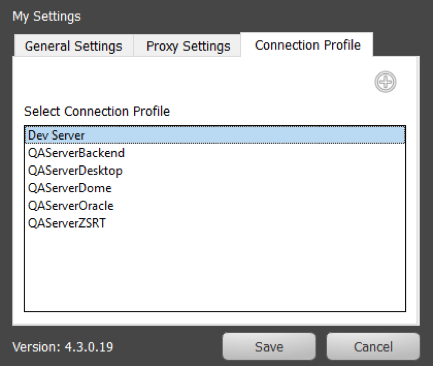 My Settings
General Settings Proxy Settings Connection Profile
Select Connection Profile
Dev Server
QAServerBackend
QAServerDesktop
QAServerDome
QAServerOracle
QAServerZSRT
Version: 4.3.0.19 Save Cancel